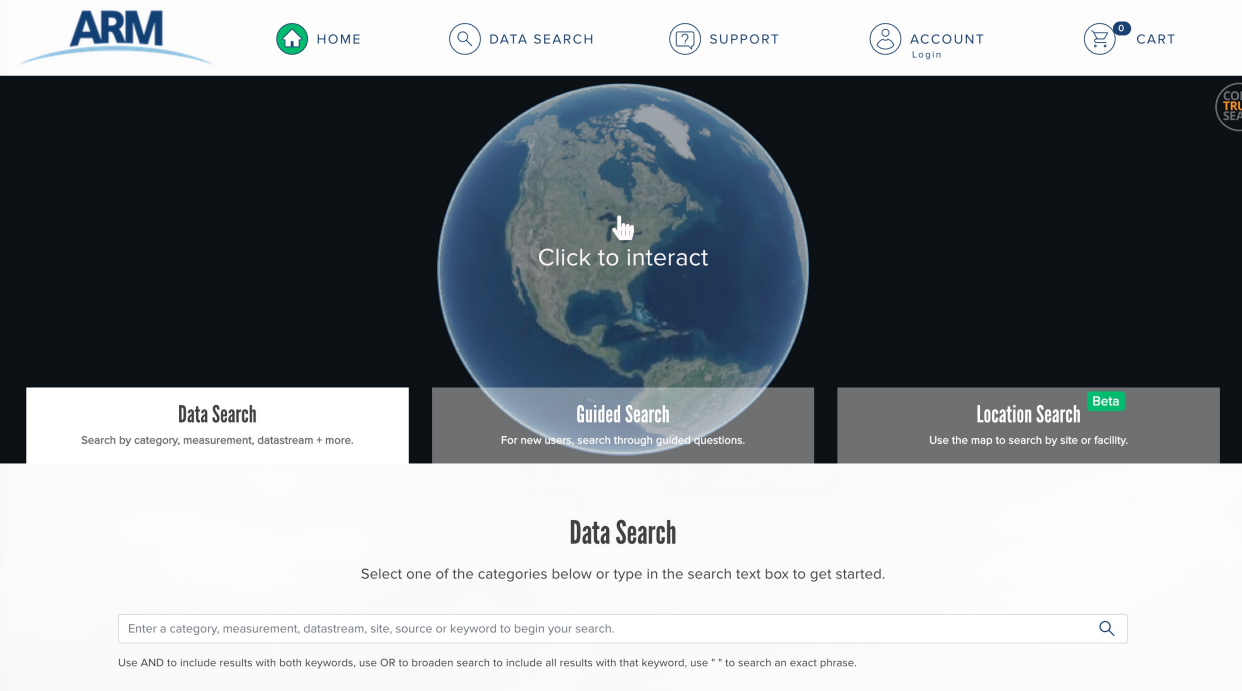 ARM
HOME
DATA SEARCH
SUPPORT
ACCOUNT
Login
0
CART
TRU
SEA
Click to interact
Data Search
Search by category, measurement, datastream + more.
Guided Search
For new users, search through guided questions.
Location Search
Beta
Use the map to search by site or facility.
Data Search
Select one of the categories below or type in the search text box to get started.
Enter a category, measurement, datastream, site, source or keyword to begin your search.
Use AND to include results with both keywords, use OR to broaden search to include all results with that keyword, use " " to search an exact phrase.